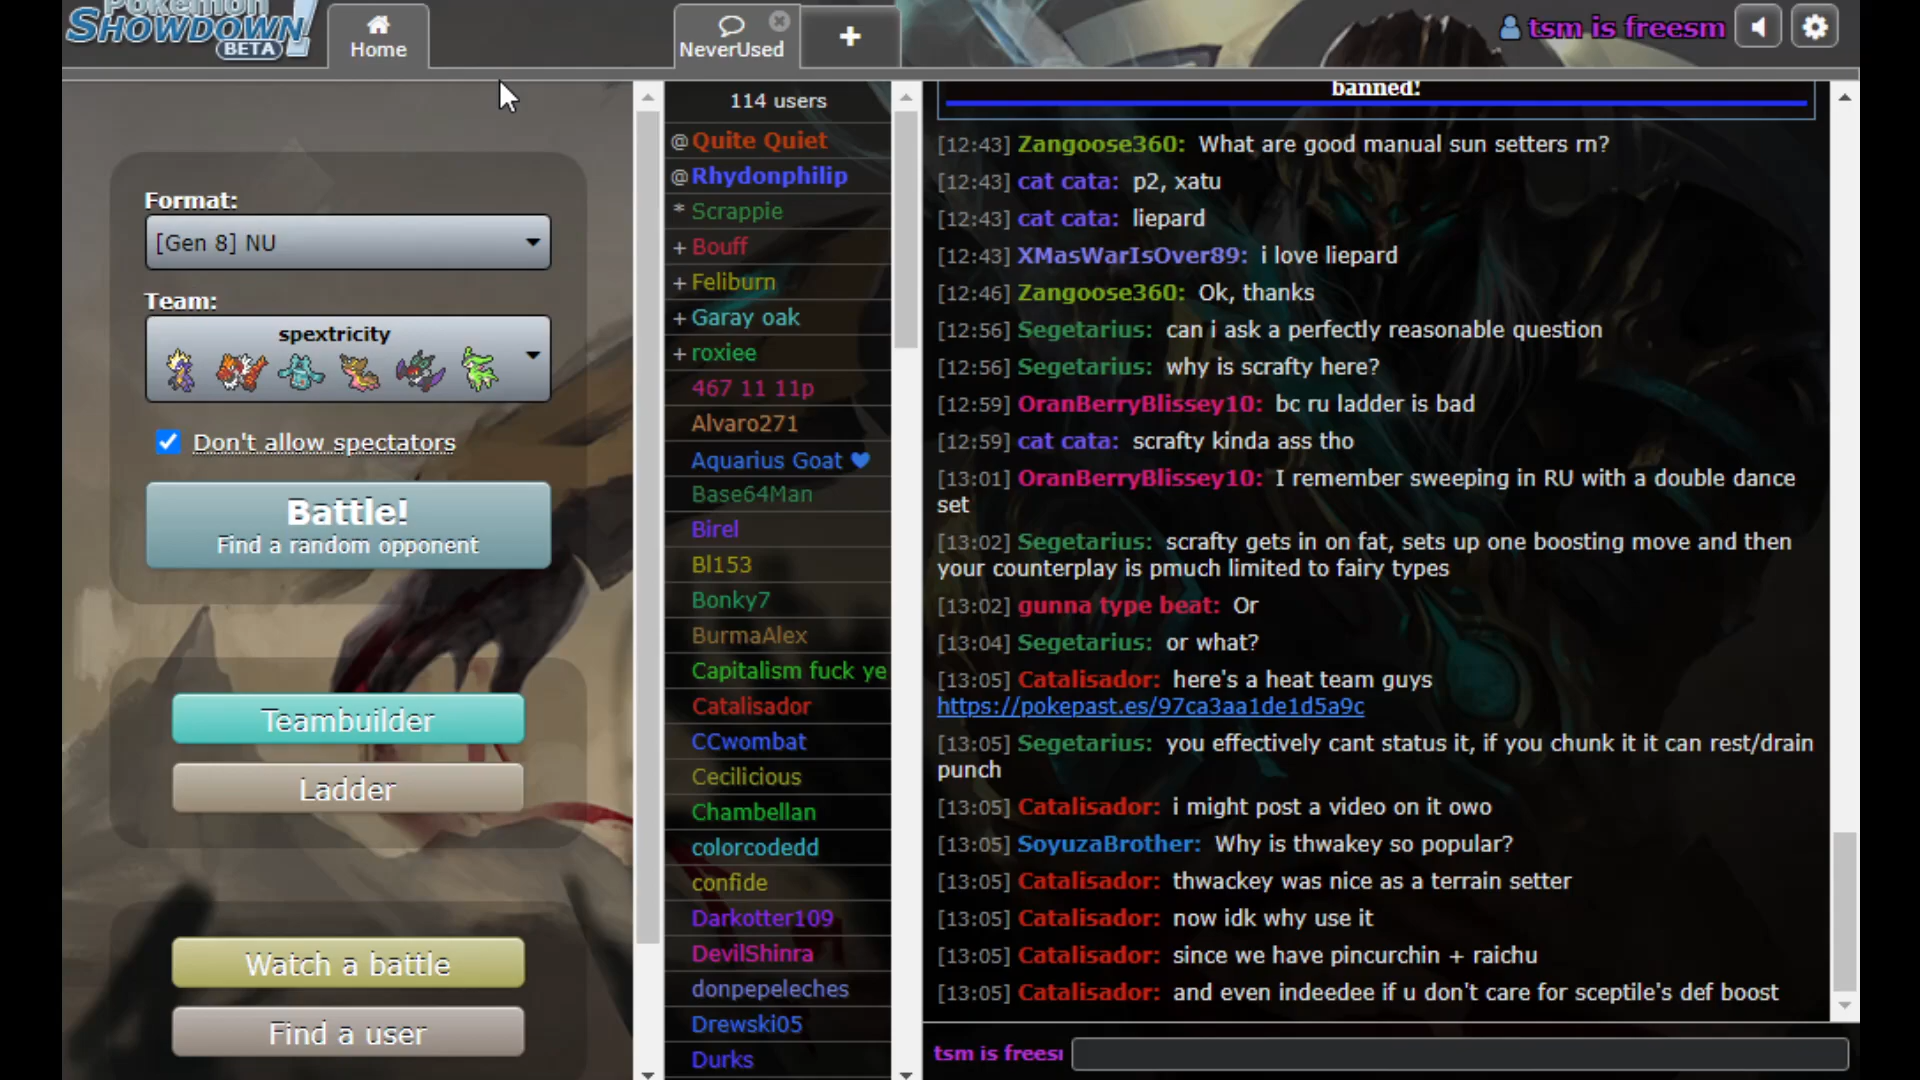 Pokémon
SHOWDOWN!
BETA
Home
NeverUsed
tsm is freesm
Format:
[Gen 8] NU
Team:
spextricity
Don't allow spectators
Battle!
Find a random opponent
Teambuilder
Ladder
Watch a battle
Find a user
114 users
@Quite Quiet
@Rhydonphilip
* Scrappie
+ Bouff
+ Feliburn
+ Garay oak
+ roxiee
467 11 11p
Alvaro271
Aquarius Goat ♥
Base64Man
Birel
Bl153
Bonky7
BurmaAlex
Capitalism fuck ye
Catalisador
CCwombat
Cecilicious
Chambellan
colorcodedd
confide
Darkotter109
DevilShinra
donpepeleches
Drewski05
Durks
banned!
[12:43] Zangoose360: What are good manual sun setters rn?
[12:43] cat cata: p2, xatu
[12:43] cat cata: liepard
[12:43] XMasWarIsOver89: i love liepard
[12:46] Zangoose360: Ok, thanks
[12:56] Segetarius: can i ask a perfectly reasonable question
[12:56] Segetarius: why is scrafty here?
[12:59] OranBerryBlissey10: bc ru ladder is bad
[12:59] cat cata: scrafty kinda ass tho
[13:01] OranBerryBlissey10: I remember sweeping in RU with a double dance
set
[13:02] Segetarius: scrafty gets in on fat, sets up one boosting move and then
your counterplay is pmuch limited to fairy types
[13:02] gunna type beat: Or
[13:04] Segetarius: or what?
[13:05] Catalisador: here's a heat team guys
https://pokepast.es/97ca3aa1de1d5a9c
[13:05] Segetarius: you effectively cant status it, if you chunk it it can rest/drain
punch
[13:05] Catalisador: i might post a video on it owo
[13:05] SoyuzaBrother: Why is thwakey so popular?
[13:05] Catalisador: thwackey was nice as a terrain setter
[13:05] Catalisador: now idk why use it
[13:05] Catalisador: since we have pincurchin + raichu
[13:05] Catalisador: and even indeedee if u don't care for sceptile's def boost
tsm is frees